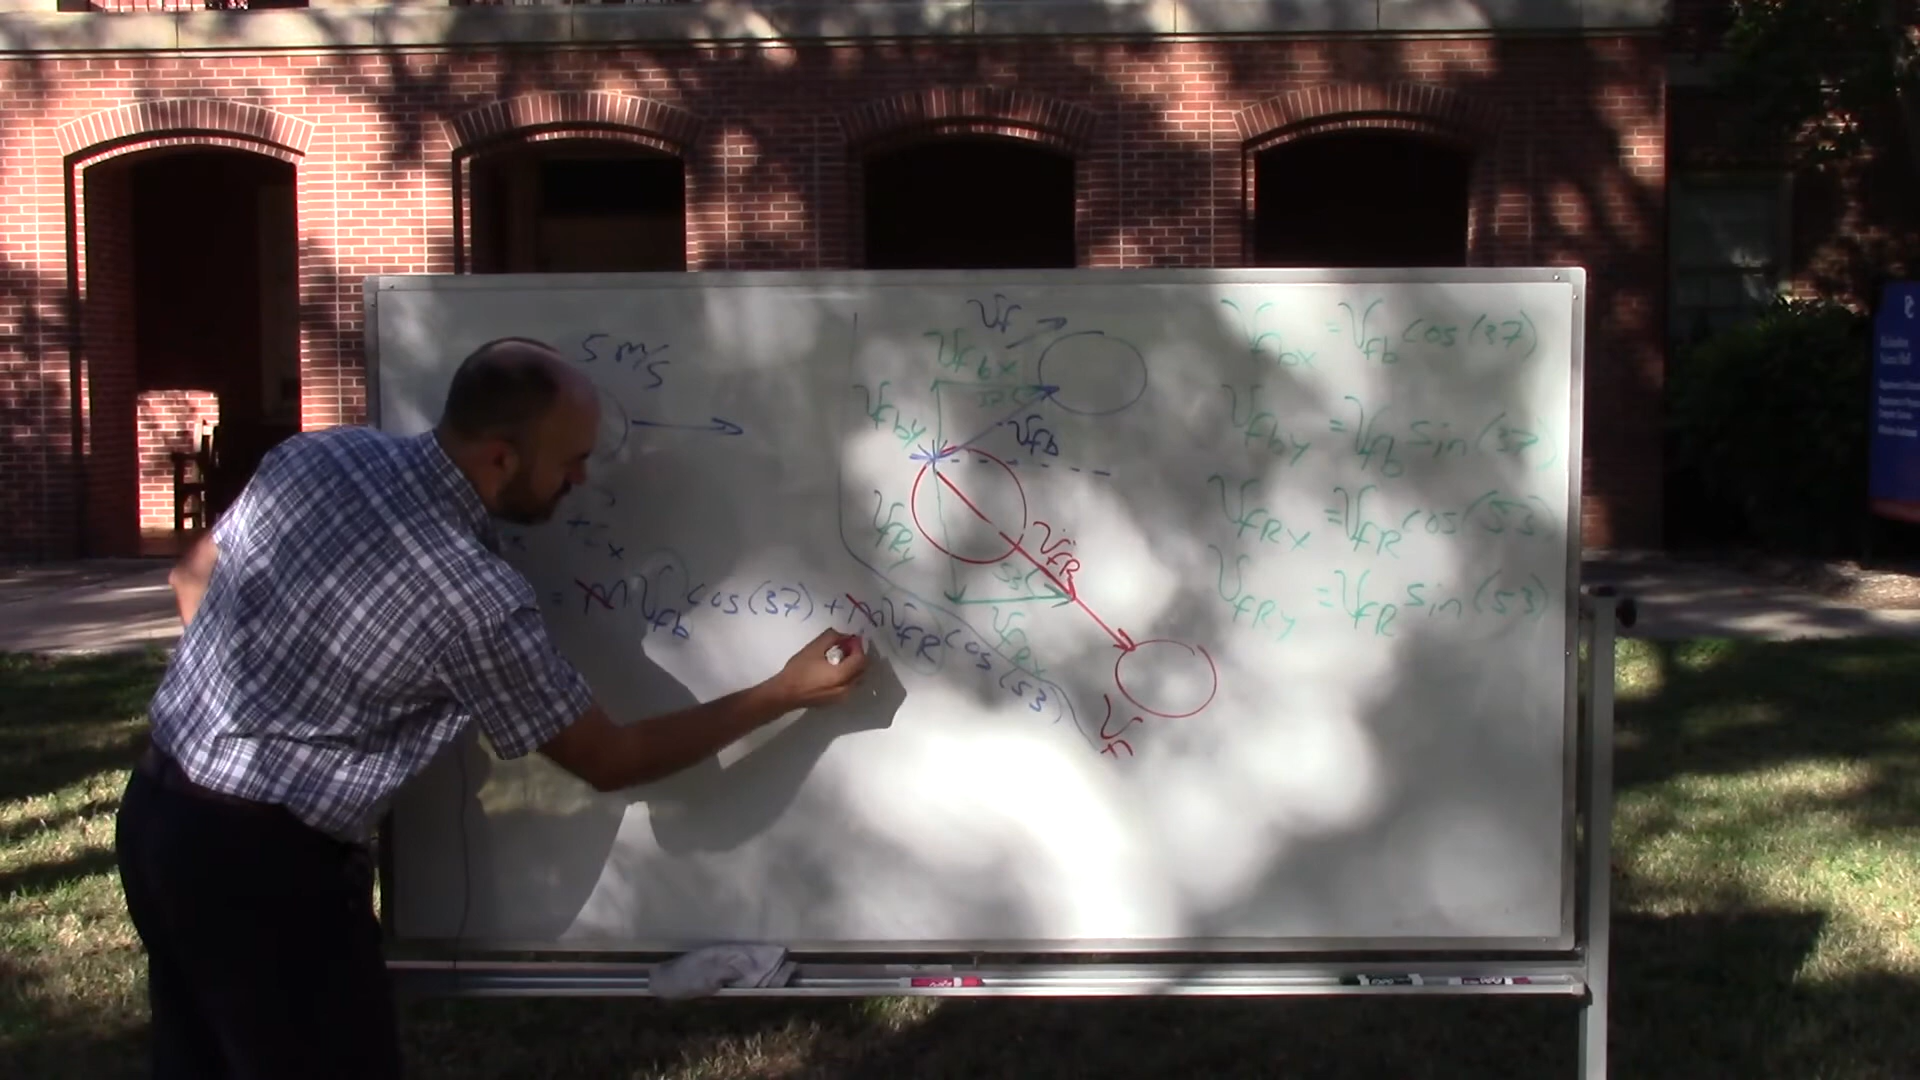 5 m/s
= m V_fb cos(37) + m V_fR cos (53)
V_f
V_fbx
37
V_fby
V_fb
V_fRy
V_fR
53
V_fRx
V_fbx = V_fb cos(37)
V_fby = V_fb sin(37)
V_fRx = V_fR cos(53)
V_fRy = V_fR sin(53)